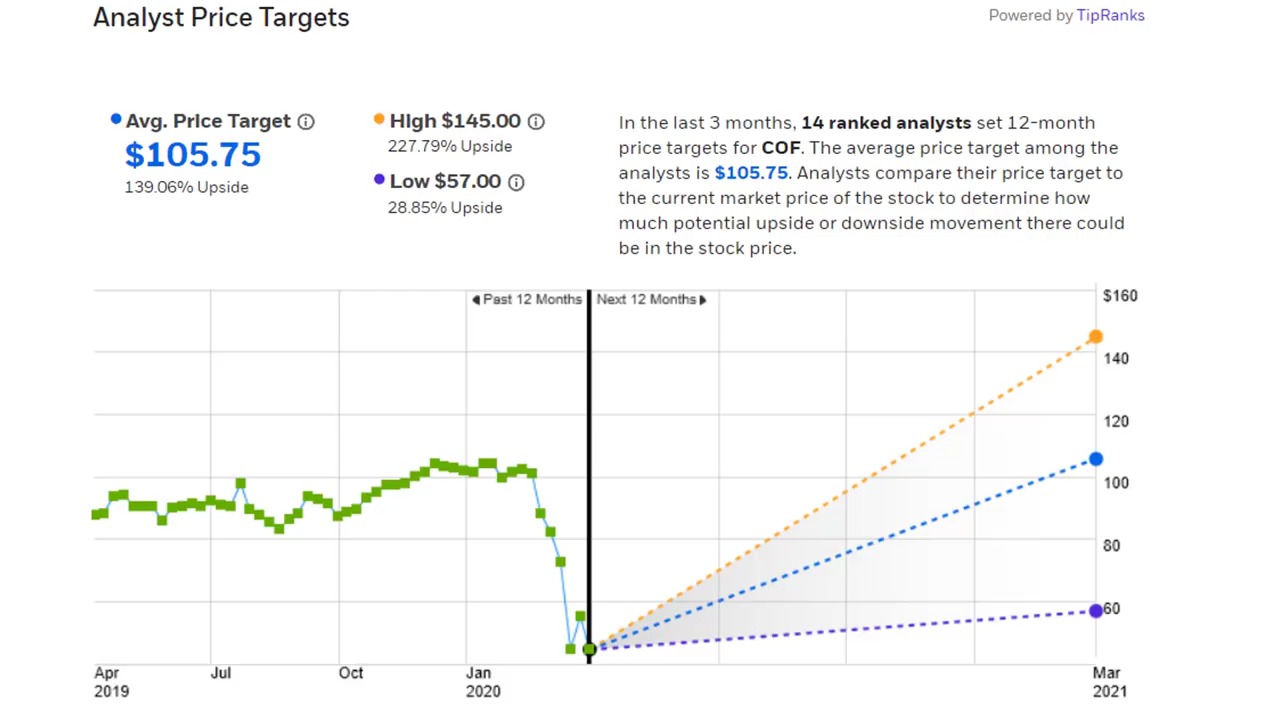 Analyst Price Targets
Powered by TipRanks
Avg. Price Target
$105.75
139.06% Upside
High $145.00
227.79% Upside
Low $57.00
28.85% Upside
In the last 3 months, 14 ranked analysts set 12-month
price targets for COF. The average price target among the
analysts is $105.75. Analysts compare their price target to
the current market price of the stock to determine how
much potential upside or downside movement there could
be in the stock price.
Past 12 Months
Next 12 Months
$160
140
120
100
80
60
Apr
2019
Jul
Oct
Jan
2020
Mar
2021